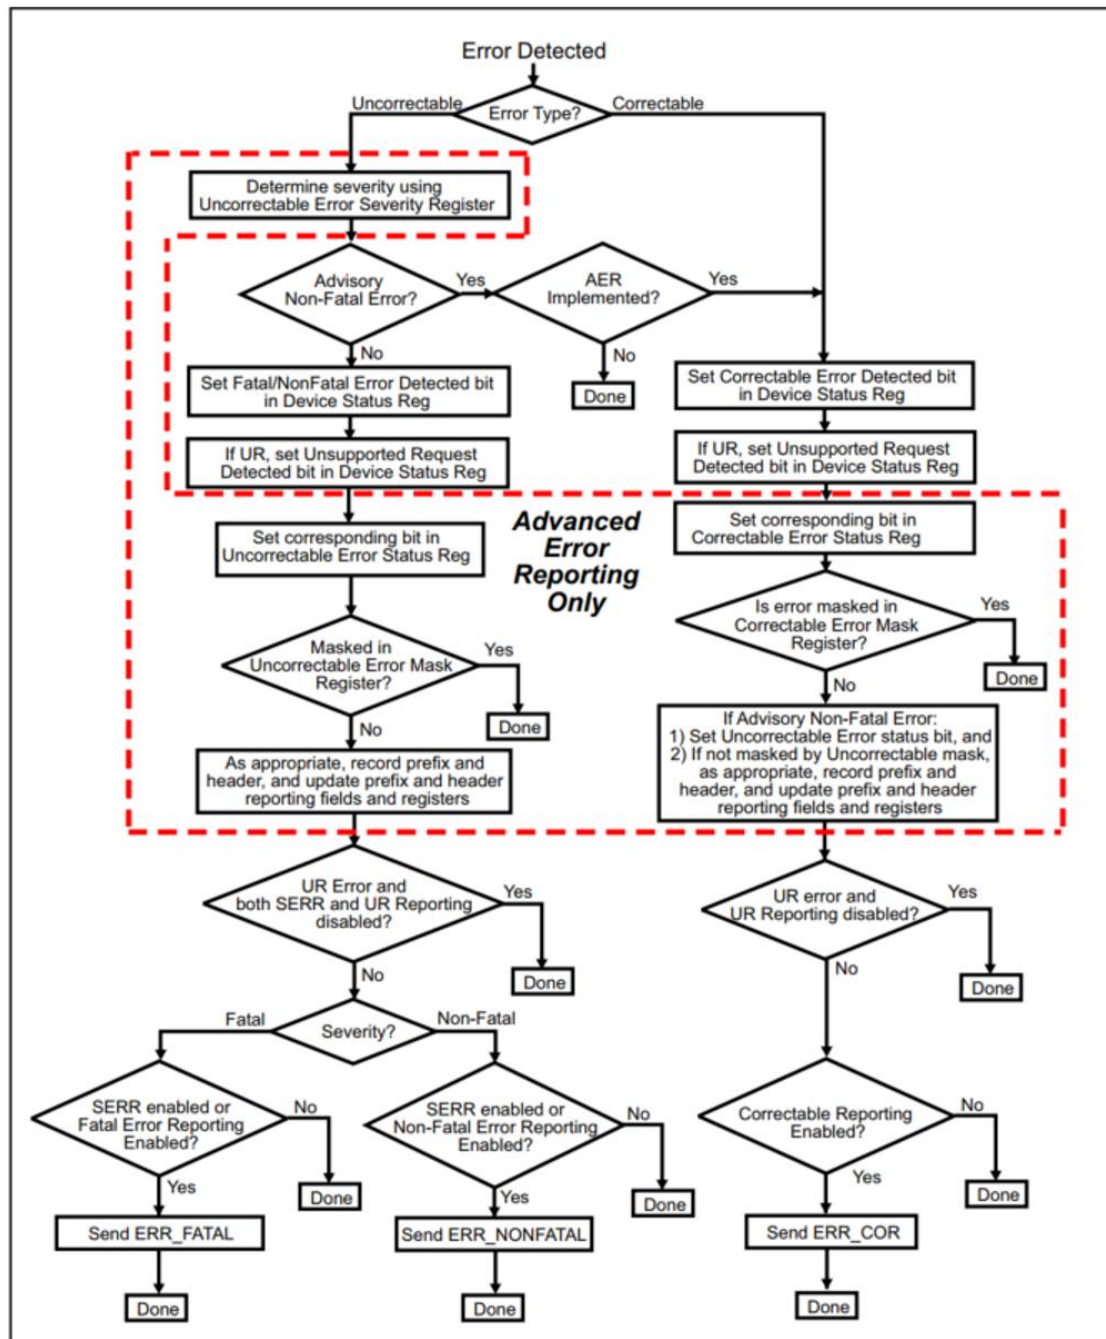 Error Detected
Uncorrectable
Error Type?
Correctable
Determine severity using
Uncorrectable Error Severity Register
Advisory
Non-Fatal Error?
Yes
AER
Implemented?
Yes
No
No
Done
Set Fatal/NonFatal Error Detected bit
in Device Status Reg
Set Correctable Error Detected bit
in Device Status Reg
If UR, set Unsupported Request
Detected bit in Device Status Reg
If UR, set Unsupported Request
Detected bit in Device Status Reg
Advanced
Error
Reporting
Only
Set corresponding bit in
Uncorrectable Error Status Reg
Set corresponding bit in
Correctable Error Status Reg
Masked in
Uncorrectable Error Mask
Register?
Yes
Done
No
Is error masked in
Correctable Error Mask
Register?
Yes
Done
No
As appropriate, record prefix and
header, and update prefix and header
reporting fields and registers
If Advisory Non-Fatal Error:
1) Set Uncorrectable Error status bit, and
2) If not masked by Uncorrectable mask,
as appropriate, record prefix and
header, and update prefix and header
reporting fields and registers
UR Error and
both SERR and UR Reporting
disabled?
Yes
Done
No
UR error and
UR Reporting disabled?
Yes
Done
No
Fatal
Severity?
Non-Fatal
SERR enabled or
Fatal Error Reporting
Enabled?
No
Done
Yes
SERR enabled or
Non-Fatal Error Reporting
Enabled?
No
Done
Yes
Correctable Reporting
Enabled?
No
Done
Yes
Send ERR_FATAL
Send ERR_NONFATAL
Send ERR_COR
Done
Done
Done